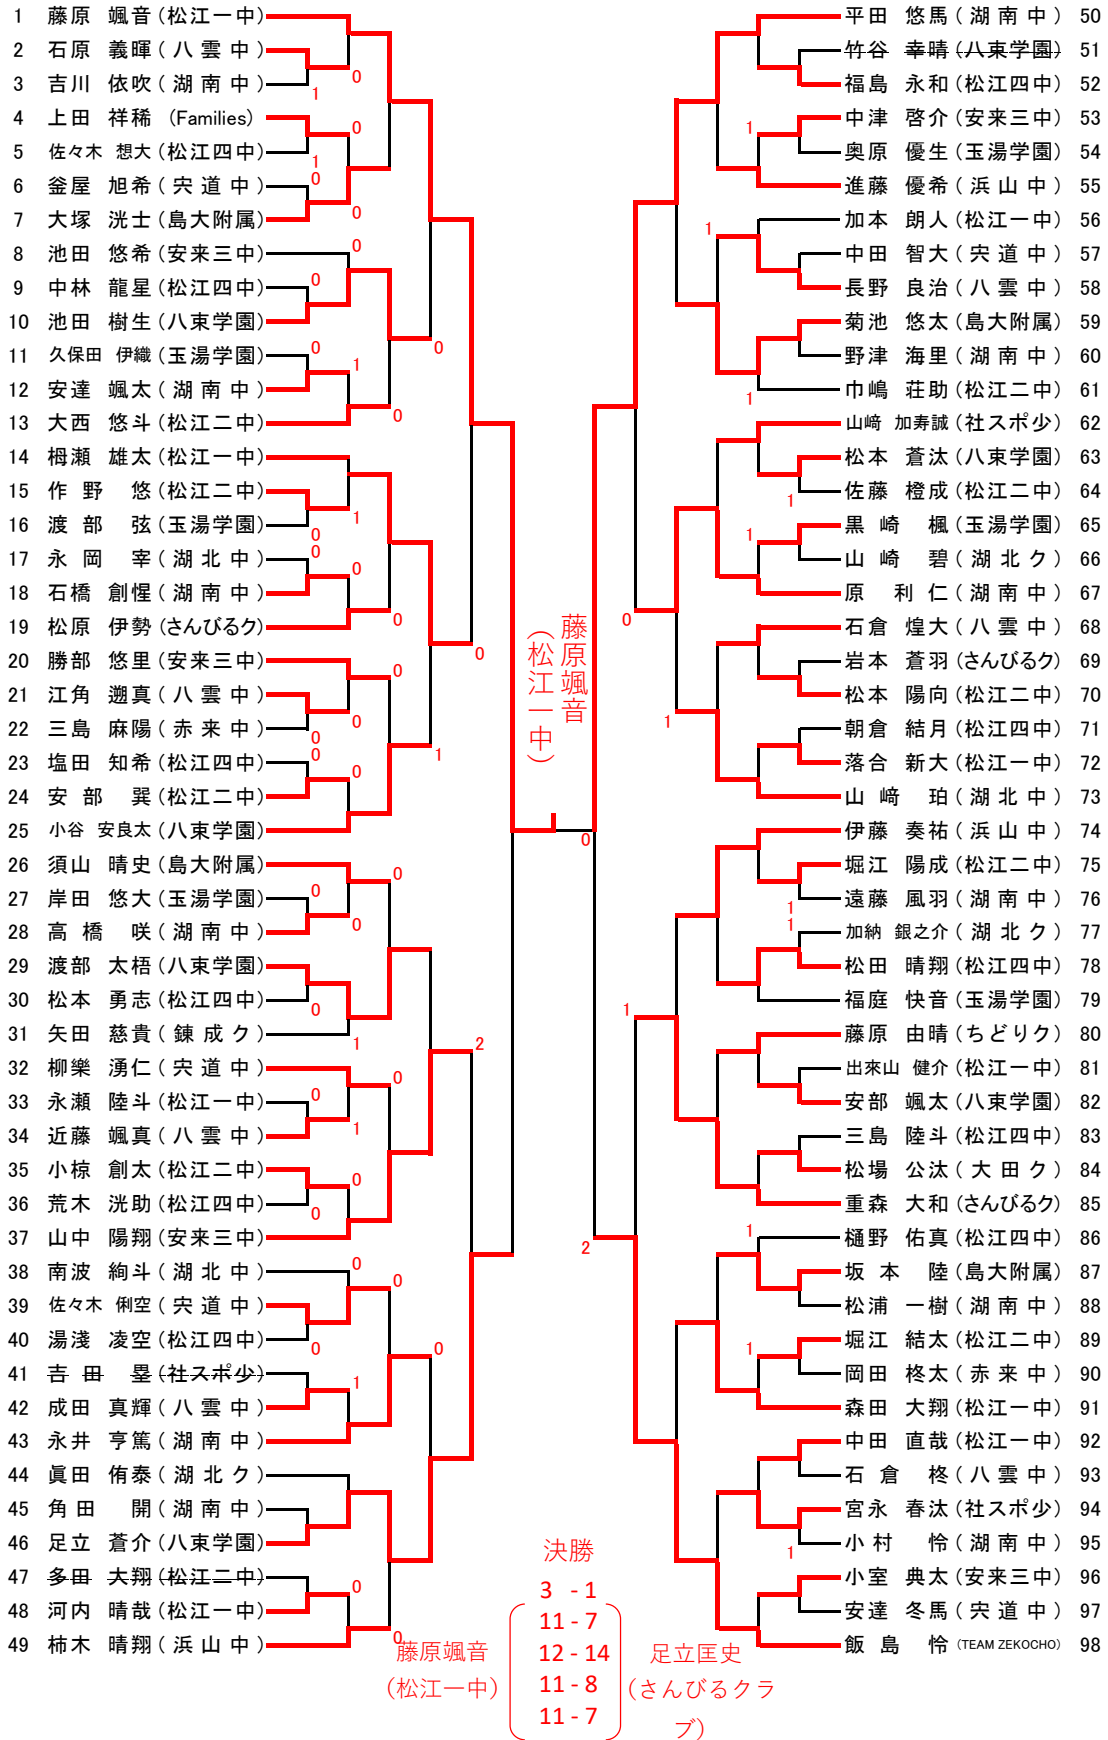 1 藤原 颯音 (松江一中)
2 石原 義暉 (八雲中)
3 吉川 依吹 (湖南中)
4 上田 祥稀 (Families)
5 佐々木 想大 (松江四中)
6 釜屋 旭希 (宍道中)
7 大塚 洸士 (島大附属)
8 池田 悠希 (安来三中)
9 中林 龍星 (松江四中)
10 池田 樹生 (八束学園)
11 久保田 伊織 (玉湯学園)
12 安達 颯太 (湖南中)
13 大西 悠斗 (松江二中)
14 栂瀬 雄太 (松江一中)
15 作野 悠 (松江二中)
16 渡部 弦 (玉湯学園)
17 永岡 宰 (湖北中)
18 石橋 創惺 (湖南中)
19 松原 伊勢 (さんびるク)
20 勝部 悠里 (安来三中)
21 江角 遡真 (八雲中)
22 三島 麻陽 (赤来中)
23 塩田 知希 (松江四中)
24 安部 巽 (松江二中)
25 小谷 安良太 (八束学園)
26 須山 晴史 (島大附属)
27 岸田 悠大 (玉湯学園)
28 高橋 咲 (湖南中)
29 渡部 太梧 (八束学園)
30 松本 勇志 (松江四中)
31 矢田 慈貴 (錬成ク)
32 柳樂 湧仁 (宍道中)
33 永瀬 陸斗 (松江一中)
34 近藤 颯真 (八雲中)
35 小椋 創太 (松江二中)
36 荒木 洸助 (松江四中)
37 山中 陽翔 (安来三中)
38 南波 絢斗 (湖北中)
39 佐々木 俐空 (宍道中)
40 湯淺 凌空 (松江四中)
41 吉田 塁 (社スポ少)
42 成田 真輝 (八雲中)
43 永井 亨篤 (湖南中)
44 眞田 侑泰 (湖北ク)
45 角田 開 (湖南中)
46 足立 蒼介 (八束学園)
47 多田 大翔 (松江二中)
48 河内 晴哉 (松江一中)
49 柿木 晴翔 (浜山中)
平田 悠馬 (湖南中) 50
竹谷 幸晴 (八束学園) 51
福島 永和 (松江四中) 52
中津 啓介 (安来三中) 53
奥原 優生 (玉湯学園) 54
進藤 優希 (浜山中) 55
加本 朗人 (松江一中) 56
中田 智大 (宍道中) 57
長野 良治 (八雲中) 58
菊池 悠太 (島大附属) 59
野津 海里 (湖南中) 60
巾嶋 荘助 (松江二中) 61
山﨑 加寿誠 (社スポ少) 62
松本 蒼汰 (八束学園) 63
佐藤 橙成 (松江二中) 64
黒崎 楓 (玉湯学園) 65
山崎 碧 (湖北ク) 66
原 利仁 (湖南中) 67
石倉 煌大 (八雲中) 68
岩本 蒼羽 (さんびるク) 69
松本 陽向 (松江二中) 70
朝倉 結月 (松江四中) 71
落合 新大 (松江一中) 72
山﨑 珀 (湖北中) 73
伊藤 奏祐 (浜山中) 74
堀江 陽成 (松江二中) 75
遠藤 風羽 (湖南中) 76
加納 銀之介 (湖北ク) 77
松田 晴翔 (松江四中) 78
福庭 快音 (玉湯学園) 79
藤原 由晴 (ちどりク) 80
出來山 健介 (松江一中) 81
安部 颯太 (八束学園) 82
三島 陸斗 (松江四中) 83
松場 公汰 (大田ク) 84
重森 大和 (さんびるク) 85
樋野 佑真 (松江四中) 86
坂本 陸 (島大附属) 87
松浦 一樹 (湖南中) 88
堀江 結太 (松江二中) 89
岡田 柊太 (赤来中) 90
森田 大翔 (松江一中) 91
中田 直哉 (松江一中) 92
石倉 柊 (八雲中) 93
宮永 春汰 (社スポ少) 94
小村 怜 (湖南中) 95
小室 典太 (安来三中) 96
安達 冬馬 (宍道中) 97
飯島 怜 (TEAM ZEKOCHO) 98
藤原颯音
(松江一中)
決勝
3 - 1
11 - 7
12 - 14
11 - 8
11 - 7
藤原颯音
(松江一中)
足立匡史
(さんびるクラ
ブ)